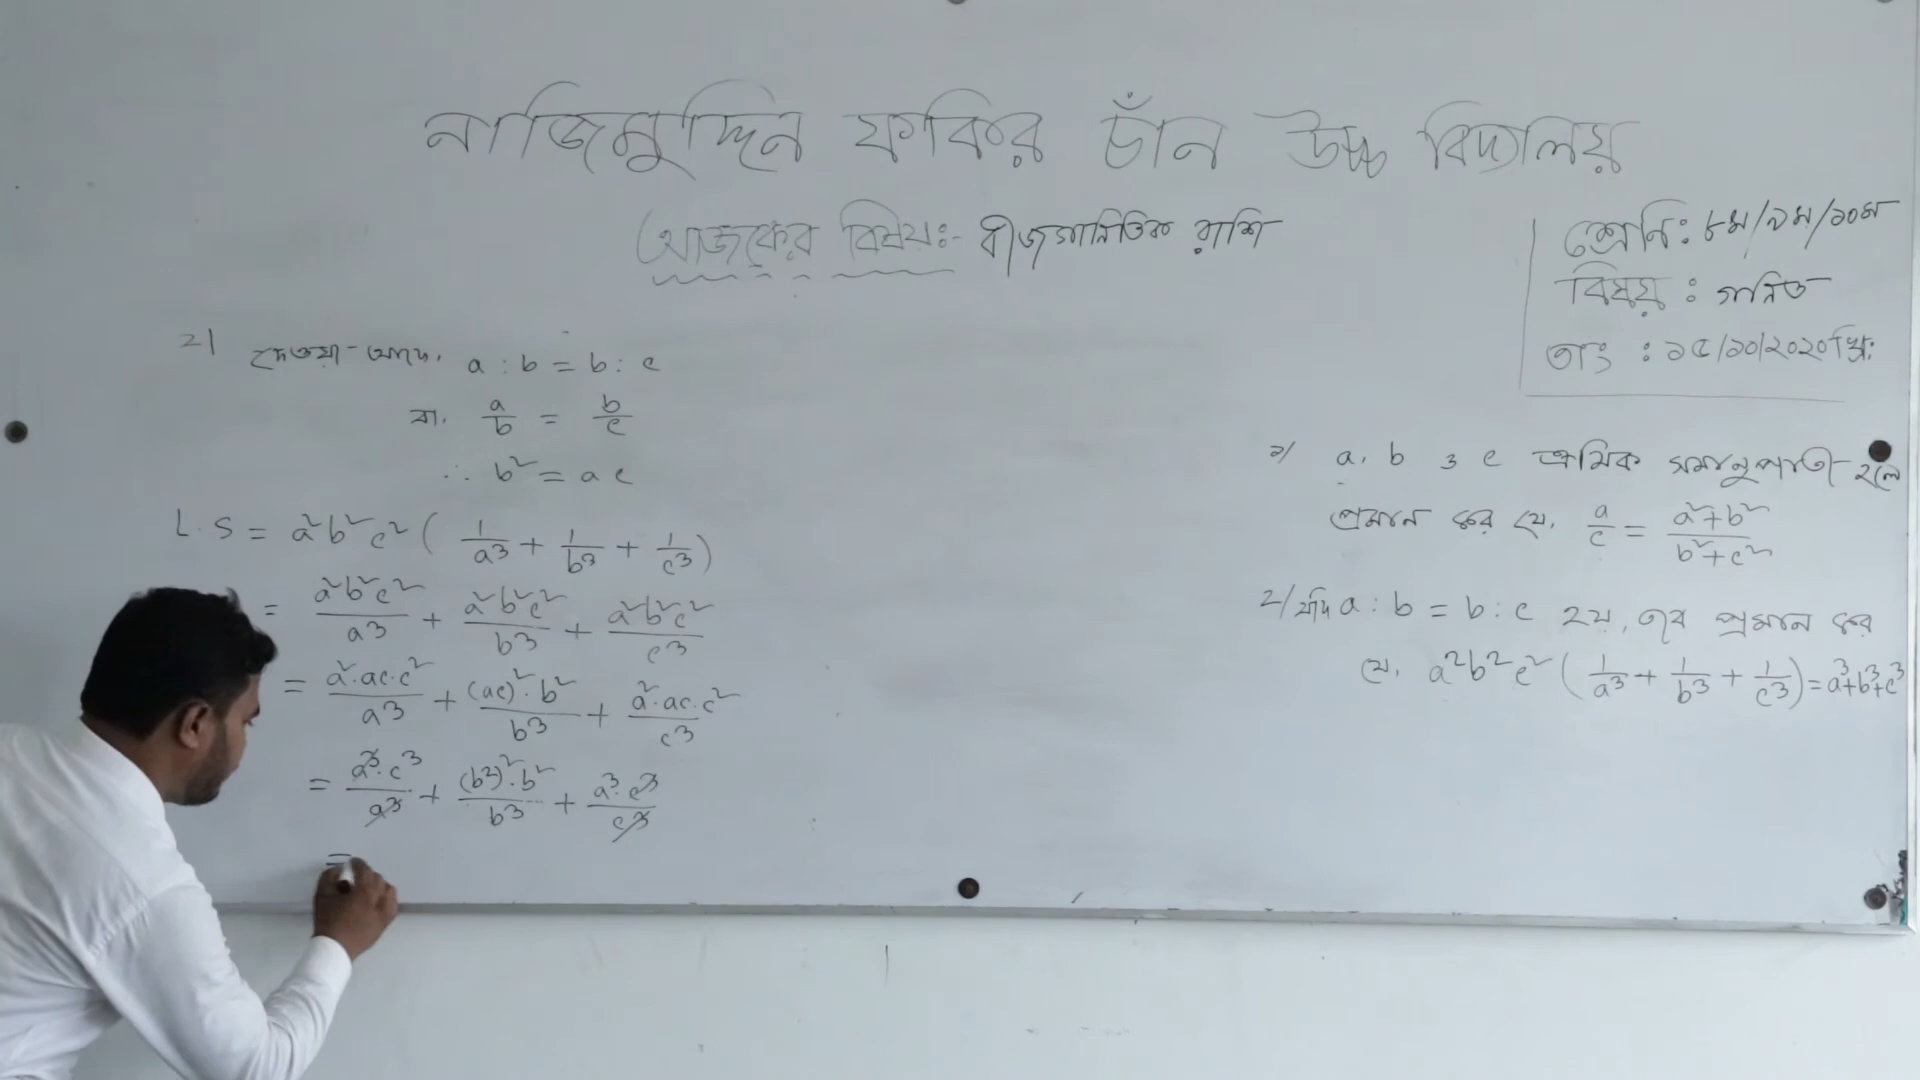 নাজিমুদ্দিন ফকির চাঁন উচ্চ বিদ্যালয়
আজকের বিষয়ঃ- বীজগানিতিক রাশি
শ্রেনি: ৮ম/৯ম/১০ম
বিষয় : গনিত
তাং : ১৫/১০/২০২০খ্রি:
২। দেওয়া আছে, a : b = b : c
বা, a/b = b/c
∴ b² = ac
L.S = a²b²c² ( 1/a³ + 1/b³ + 1/c³ )
= a²b²c²/a³ + a²b²c²/b³ + a²b²c²/c³
= a²·ac·c²/a³ + (ac)²·b²/b³ + a²·ac·c²/c³
= a³·c³/a³ + (b²)²·b²/b³ + a³·c³/c³
=
১/ a, b ও c ক্রমিক সমানুপাতী হলে
প্রমান কর যে, a/c = a²+b²/b²+c²
২/ যদি a : b = b : c হয়, তবে প্রমান কর
যে, a²b²c² ( 1/a³ + 1/b³ + 1/c³ ) = a³+b³+c³